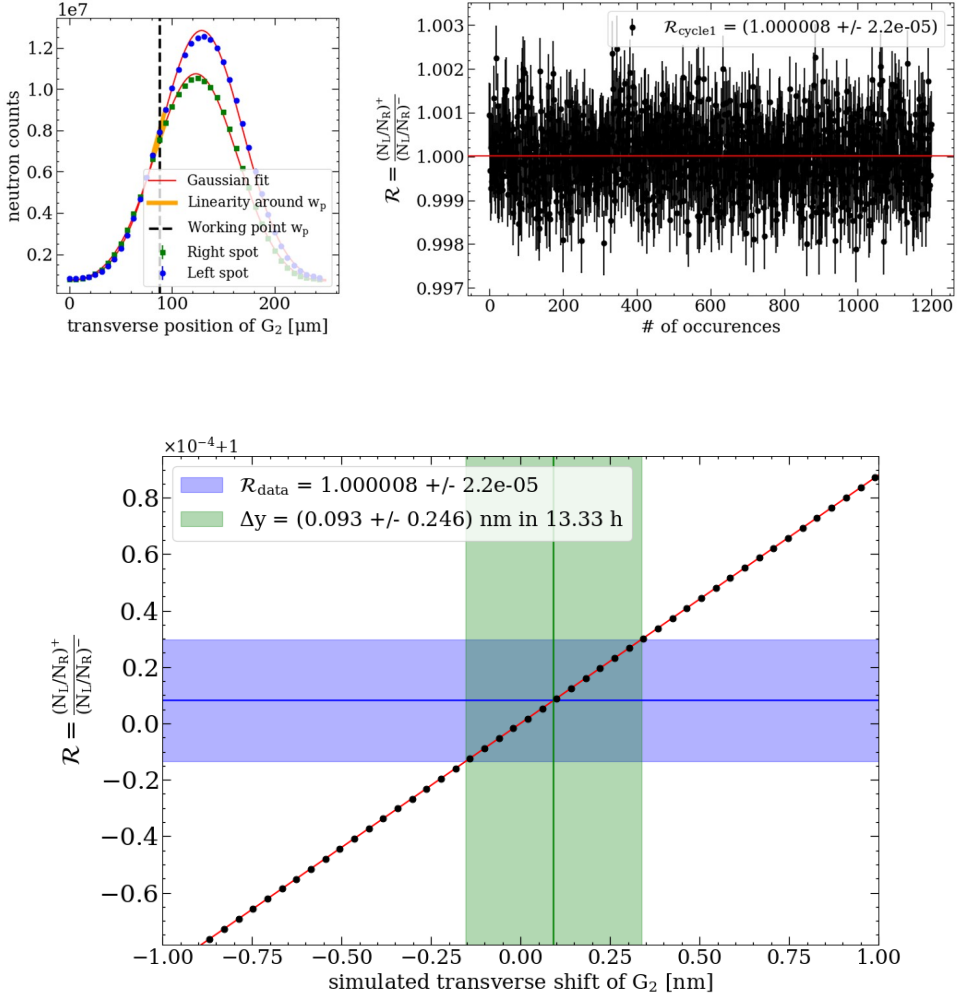 1e7
neutron counts
1.2
1.0
0.8
0.6
0.4
0.2
Gaussian fit
Linearity around wₚ
Working point wₚ
Right spot
Left spot
0 100 200
transverse position of G₂ [μm]
ℛ = (N_L/N_R)⁺ / (N_L/N_R)⁻
1.003
1.002
1.001
1.000
0.999
0.998
0.997
ℛcycle1 = (1.000008 +/- 2.2e-05)
0 200 400 600 800 1000 1200
# of occurences
×10⁻⁴+1
ℛ = (N_L/N_R)⁺ / (N_L/N_R)⁻
0.8
0.6
0.4
0.2
0.0
−0.2
−0.4
−0.6
ℛdata = 1.000008 +/- 2.2e-05
Δy = (0.093 +/- 0.246) nm in 13.33 h
−1.00 −0.75 −0.50 −0.25 0.00 0.25 0.50 0.75 1.00
simulated transverse shift of G₂ [nm]